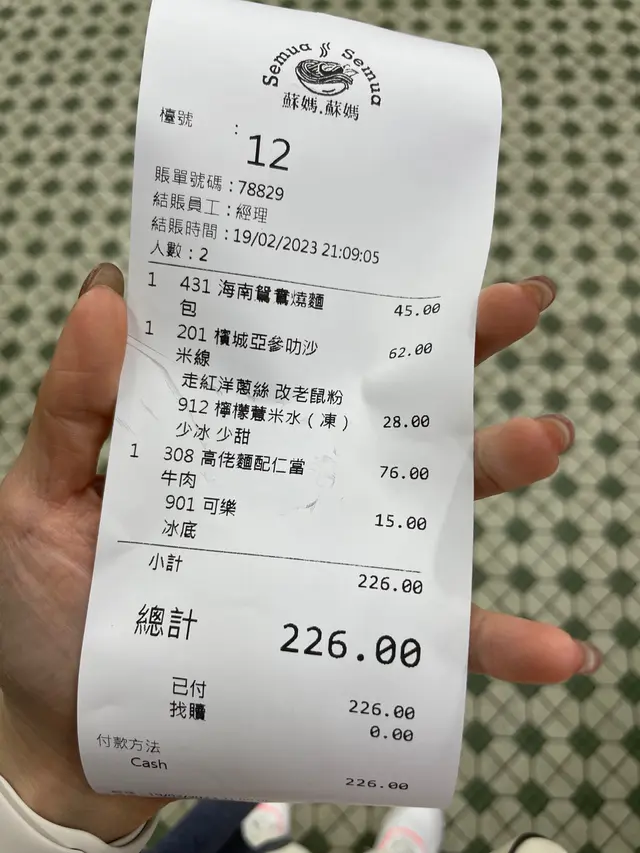 Semua Semua
蘇媽.蘇媽
檯號 :
12
賬單號碼 : 78829
結賬員工 : 經理
結賬時間 : 19/02/2023 21:09:05
人數 : 2
1 431 海南鴛鴦燒麵 45.00
包
1 201 檳城亞參叻沙 62.00
米線
走紅洋蔥絲 改老鼠粉
912 檸檬薏米水（凍） 28.00
少冰 少甜
1 308 高佬麵配仁當 76.00
牛肉
901 可樂 15.00
冰底
小計 226.00
總計 226.00
已付 226.00
找贖 0.00
付款方法
Cash 226.00